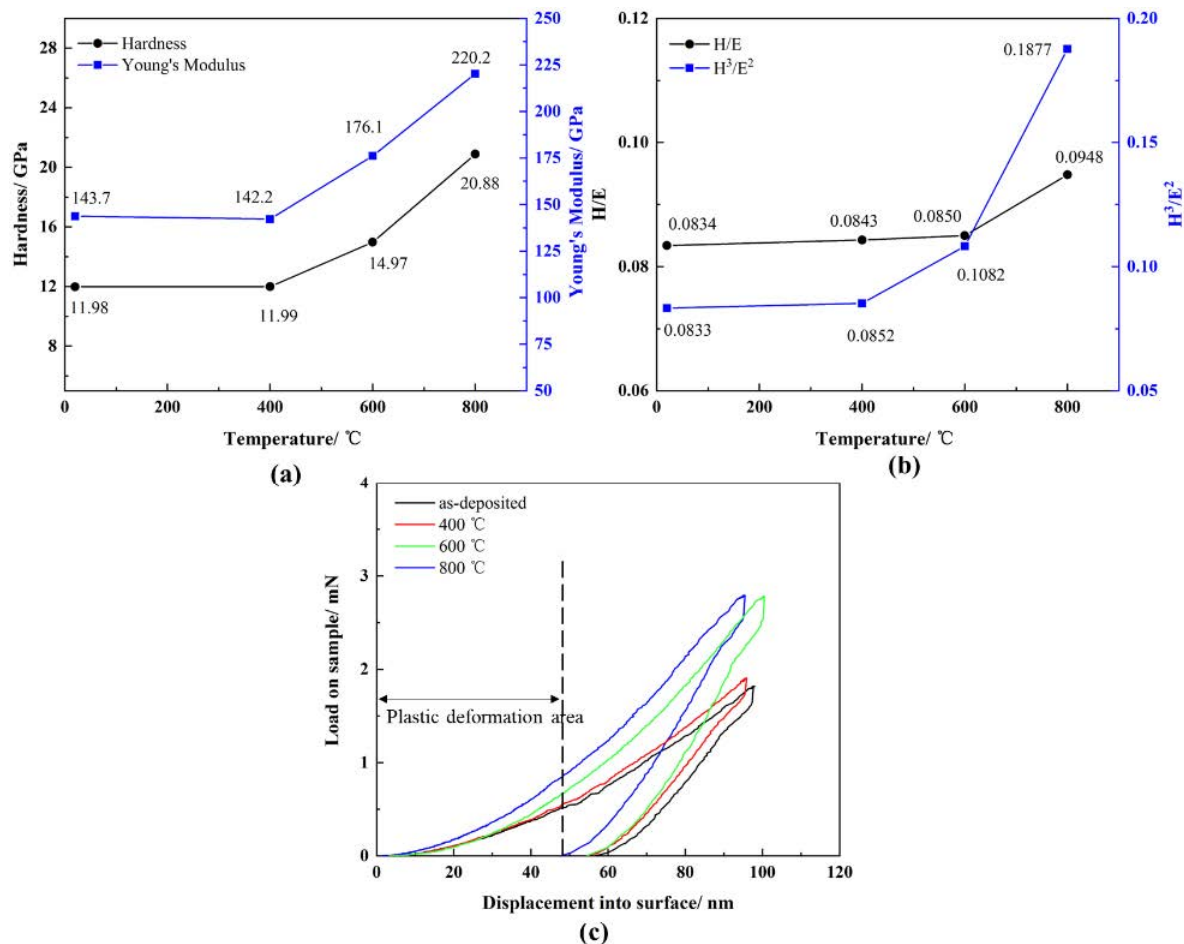 Hardness
Young's Modulus
28
24
20
16
12
8
Hardness/ GPa
250
225
200
175
150
125
100
75
50
Young's Modulus/ GPa
143.7
142.2
176.1
220.2
11.98
11.99
14.97
20.88
0 200 400 600 800
Temperature/ ℃
(a)
H/E
H³/E²
0.12
0.10
0.08
0.06
H/E
0.20
0.15
0.10
0.05
H³/E²
0.0834
0.0843
0.0850
0.0948
0.0833
0.0852
0.1082
0.1877
0 200 400 600 800
Temperature/ ℃
(b)
as-deposited
400 ℃
600 ℃
800 ℃
4
3
2
1
0
Load on sample/ mN
Plastic deformation area
0 20 40 60 80 100 120
Displacement into surface/ nm
(c)